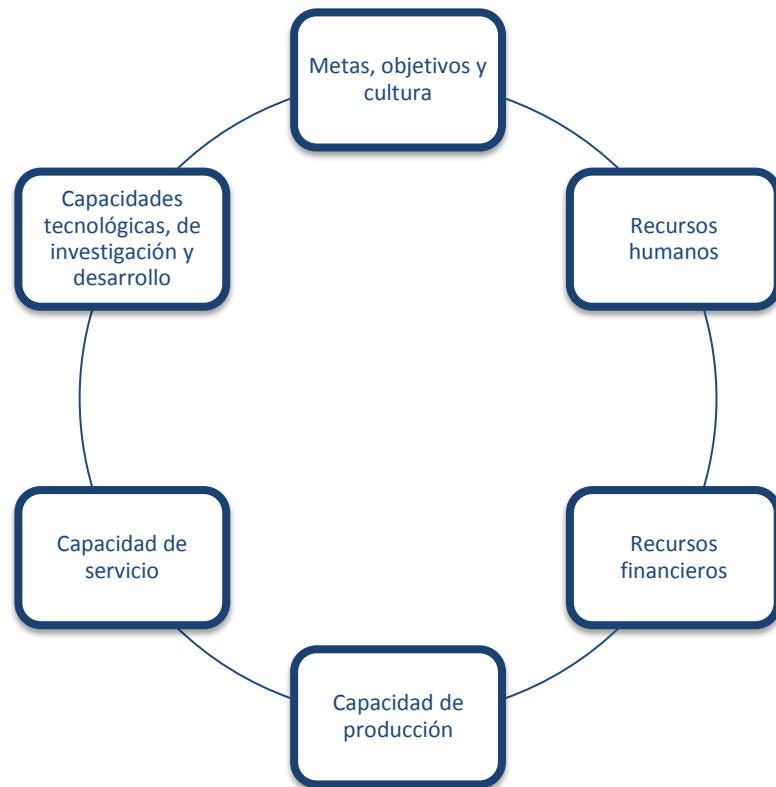 Metas, objetivos y
cultura
Recursos
humanos
Recursos
financieros
Capacidad de
producción
Capacidad de
servicio
Capacidades
tecnológicas, de
investigación y
desarrollo